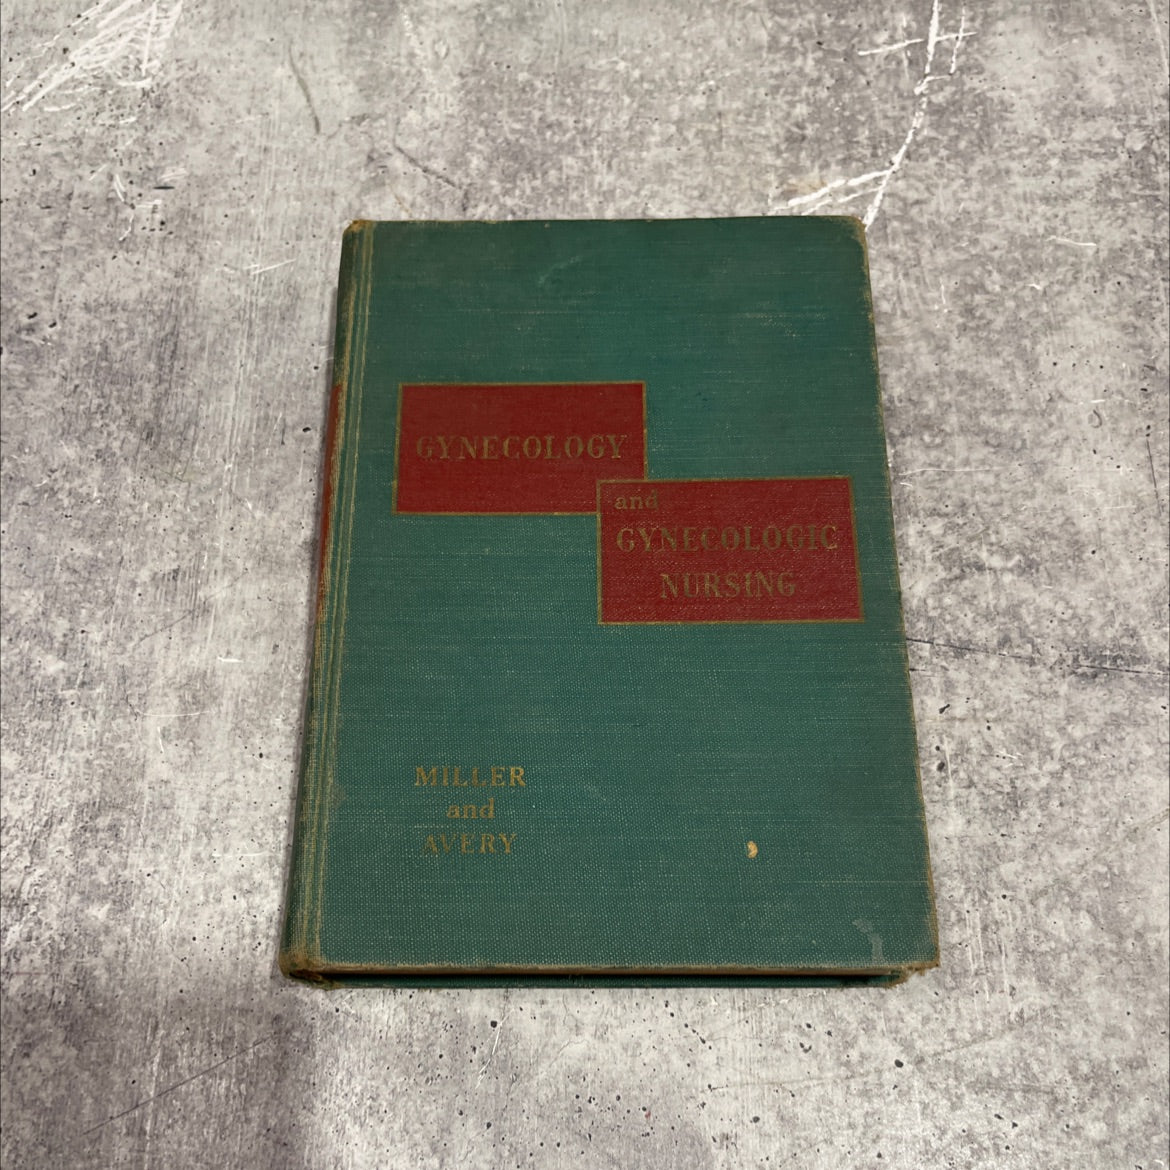 GYNECOLOGY
and
GYNECOLOGIC
NURSING
MILLER
and
AVERY